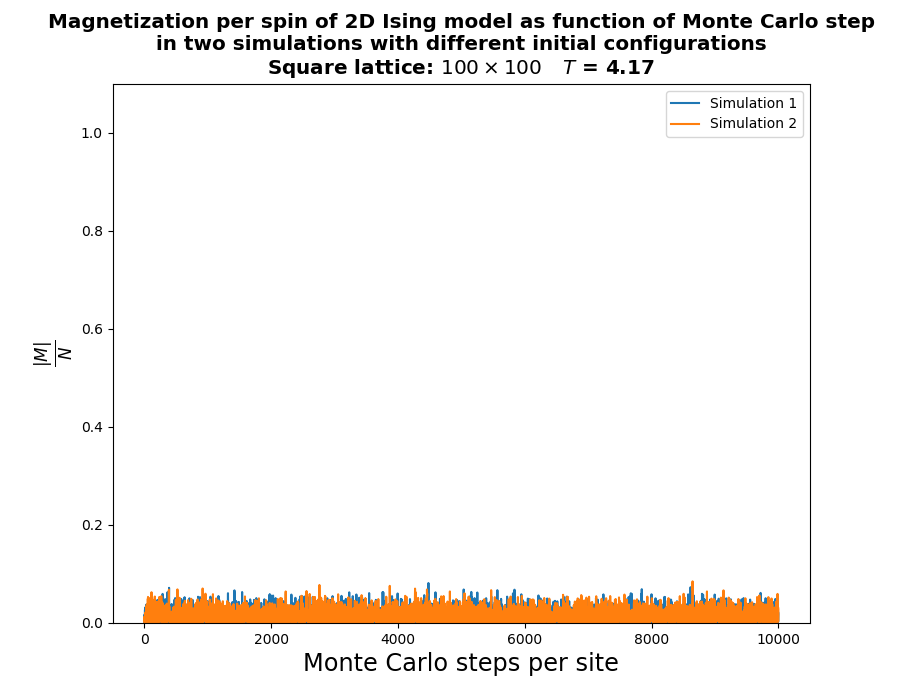 Magnetization per spin of 2D Ising model as function of Monte Carlo step
in two simulations with different initial configurations
Square lattice: 100 × 100 T = 4.17
Simulation 1
Simulation 2
1.0
0.8
0.6
0.4
0.2
0.0
|M|
N
0 2000 4000 6000 8000 10000
Monte Carlo steps per site